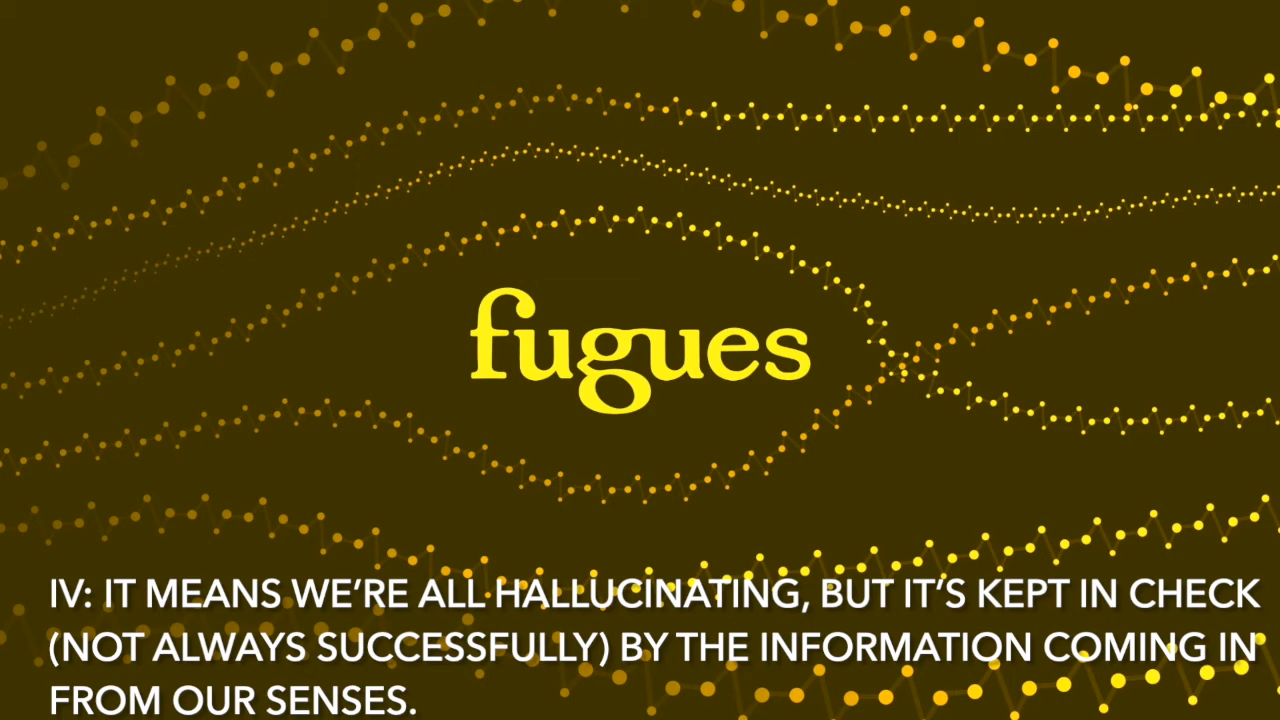 fugues
IV: IT MEANS WE’RE ALL HALLUCINATING, BUT IT’S KEPT IN CHECK
(NOT ALWAYS SUCCESSFULLY) BY THE INFORMATION COMING IN
FROM OUR SENSES.